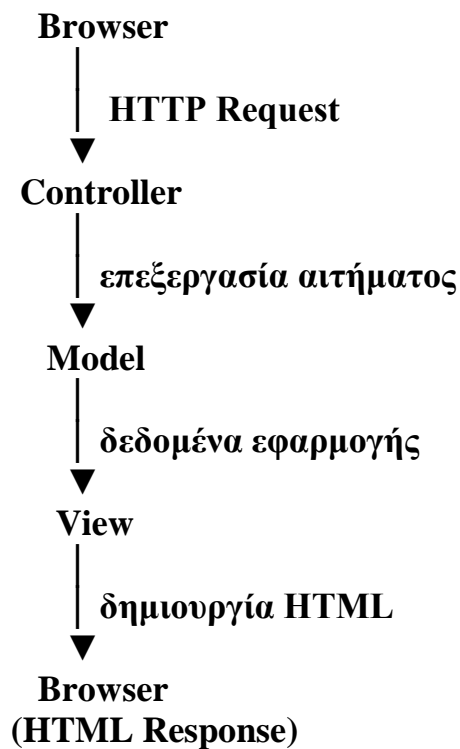 Browser
HTTP Request
Controller
επεξεργασία αιτήματος
Model
δεδομένα εφαρμογής
View
δημιουργία HTML
Browser
(HTML Response)